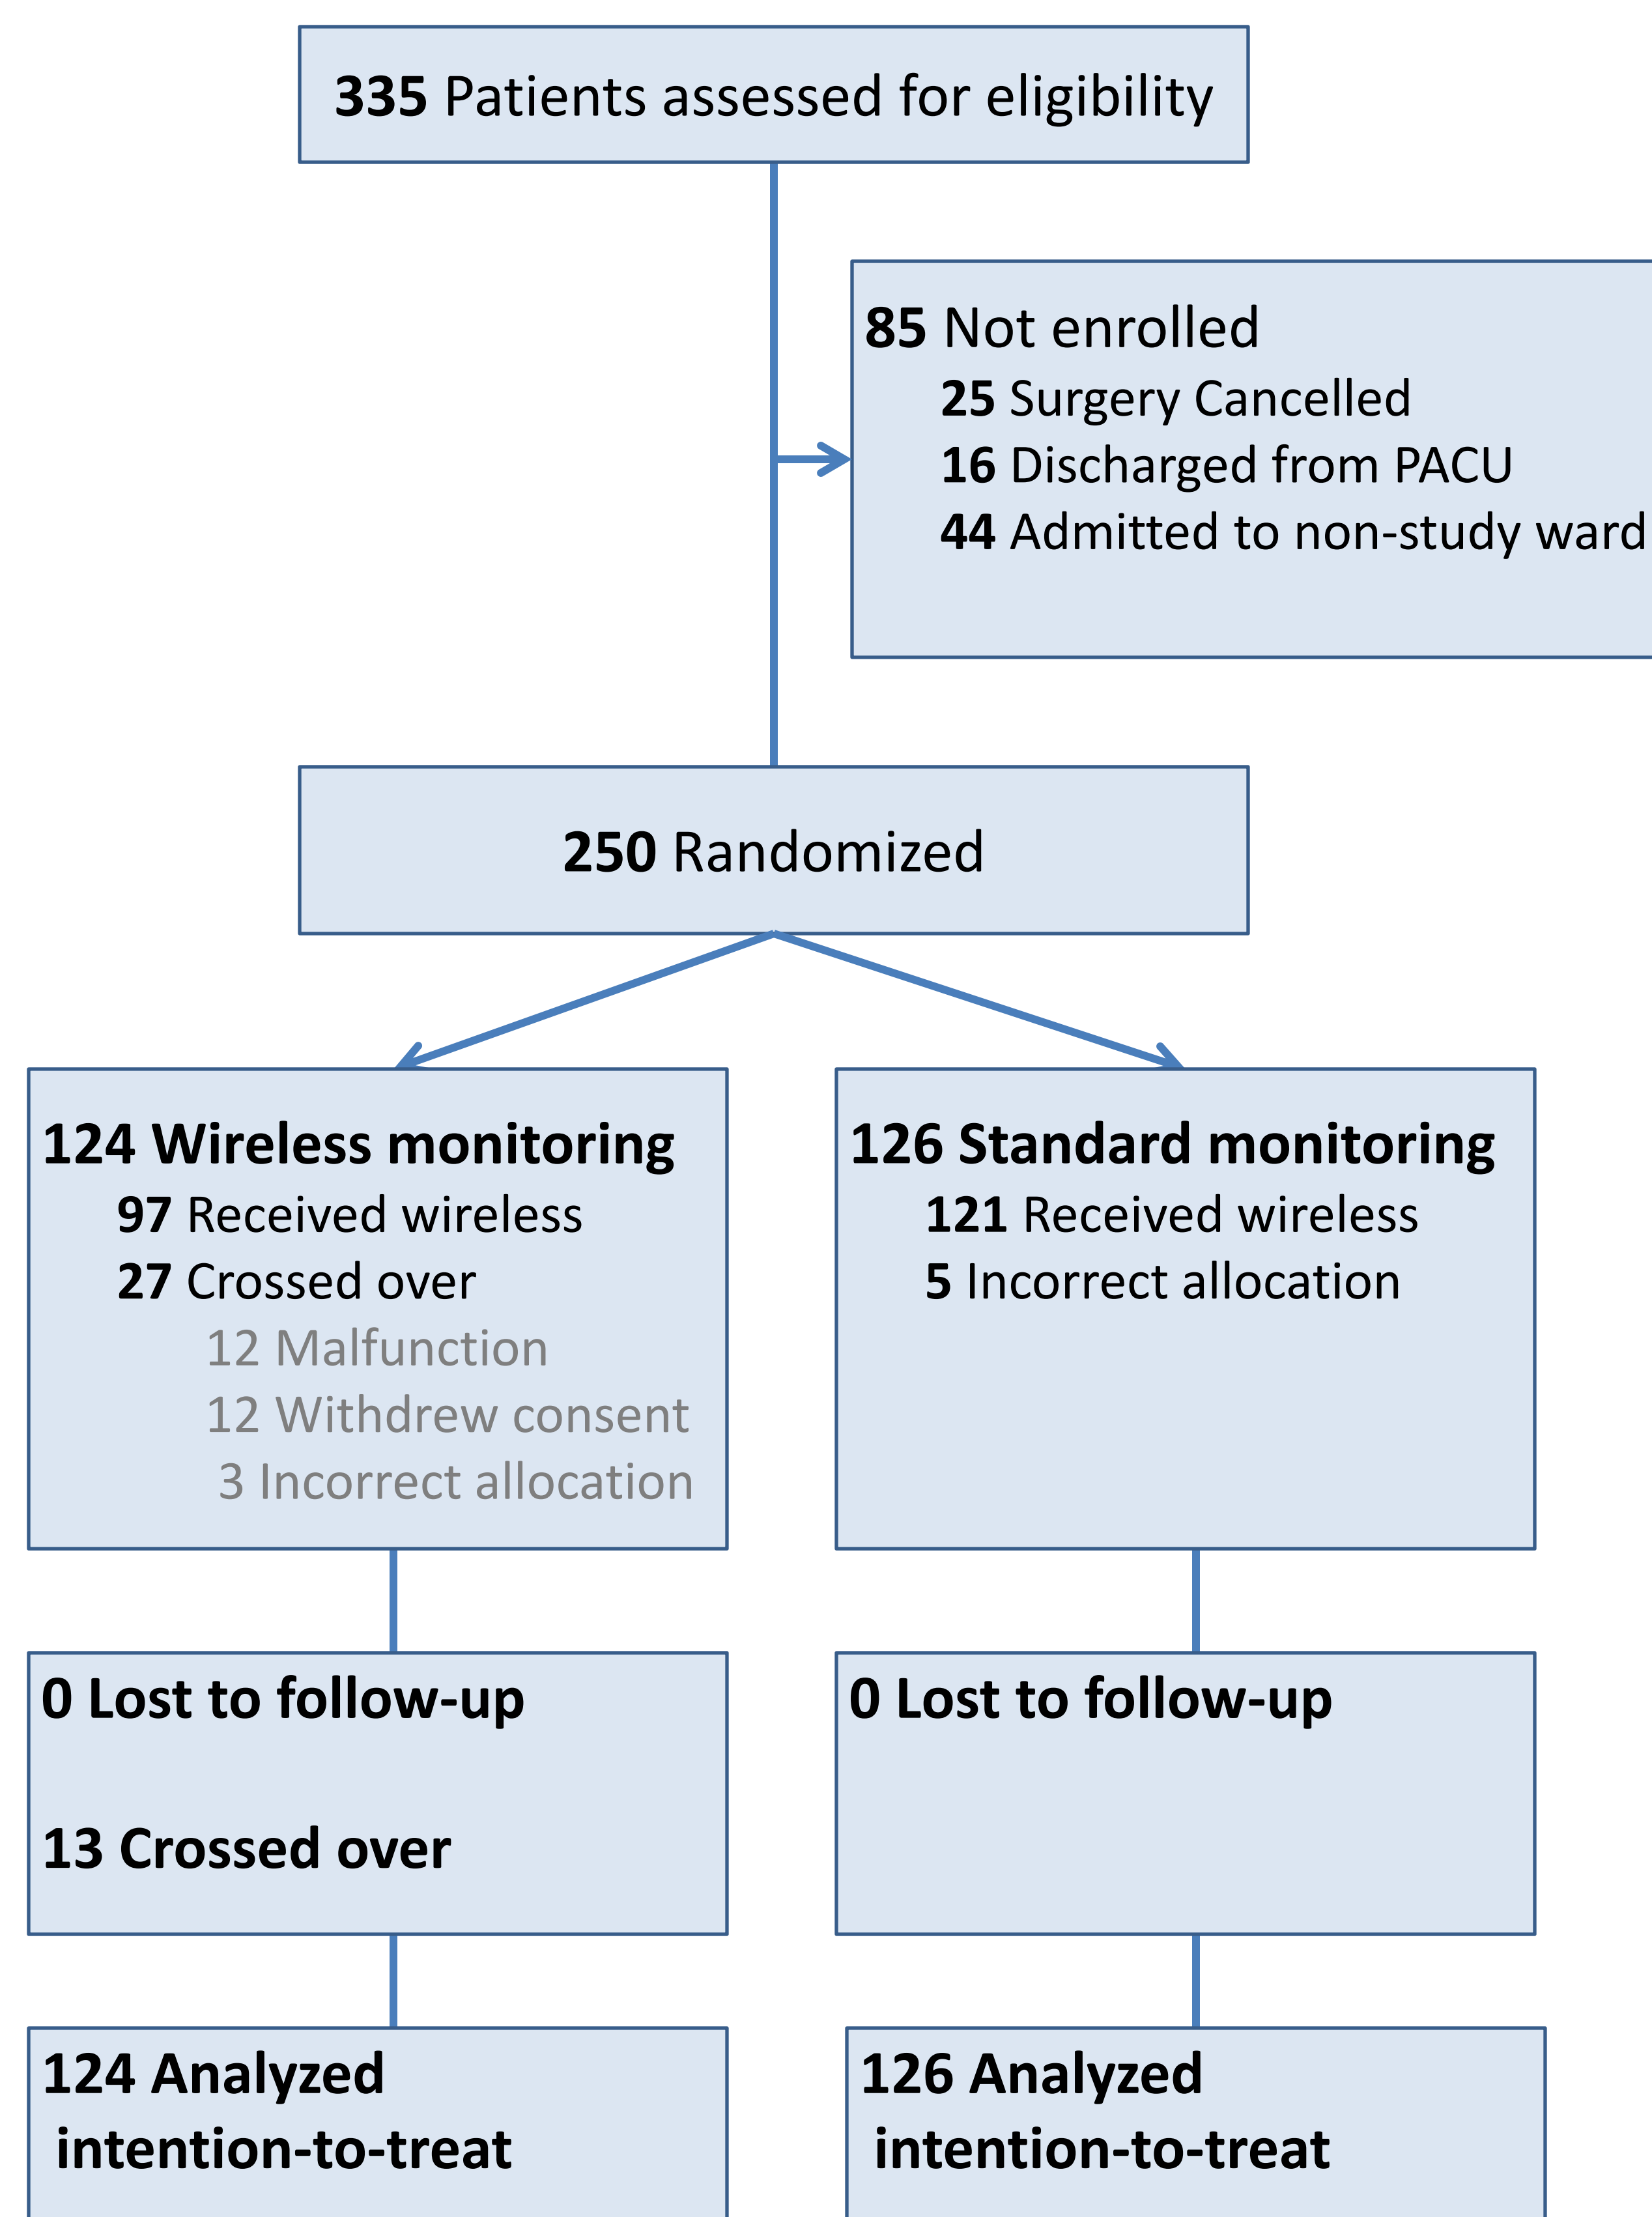 335 Patients assessed for eligibility
85 Not enrolled
25 Surgery Cancelled
16 Discharged from PACU
44 Admitted to non-study ward
250 Randomized
124 Wireless monitoring
97 Received wireless
27 Crossed over
12 Malfunction
12 Withdrew consent
3 Incorrect allocation
126 Standard monitoring
121 Received wireless
5 Incorrect allocation
0 Lost to follow-up
13 Crossed over
0 Lost to follow-up
124 Analyzed
intention-to-treat
126 Analyzed
intention-to-treat